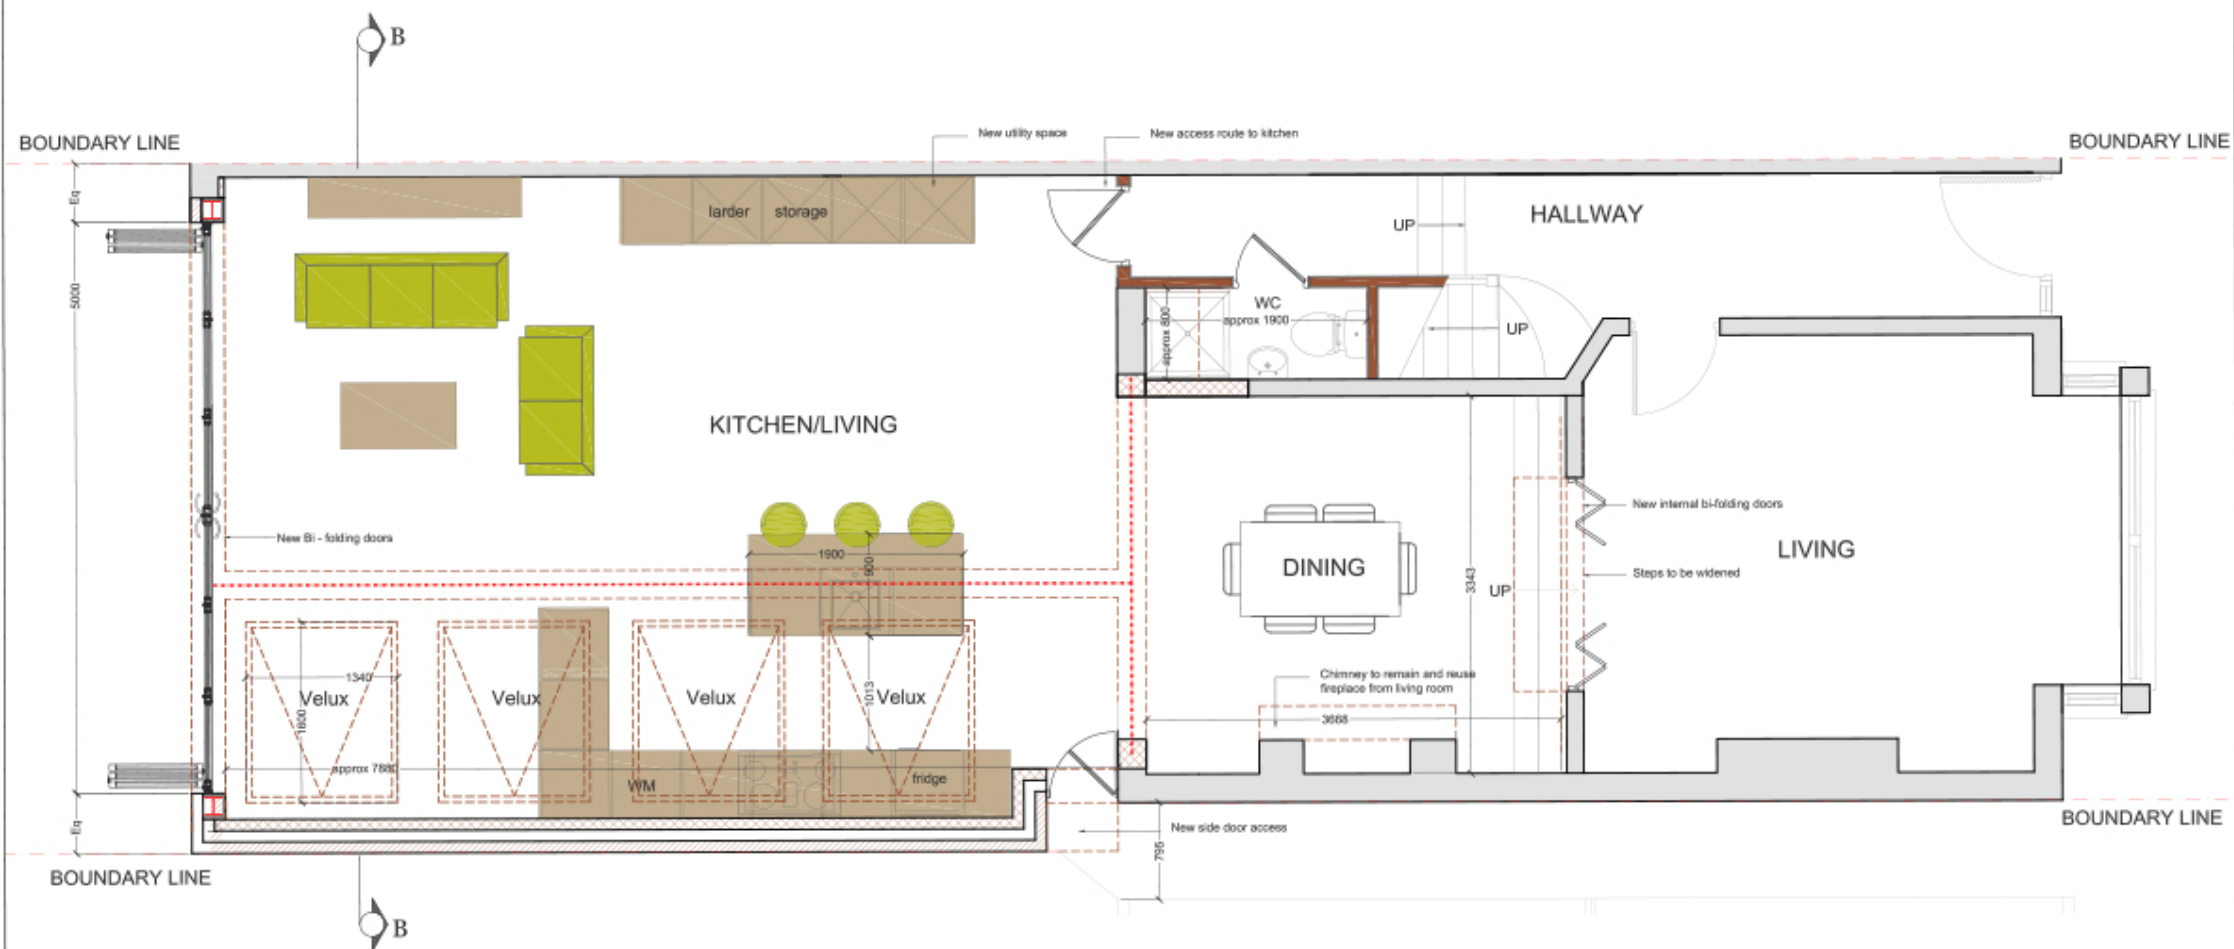 B
BOUNDARY LINE
New utility space
New access route to kitchen
BOUNDARY LINE
Eq
larder
storage
UP
HALLWAY
5000
WC
approx 1900
approx 800
UP
KITCHEN/LIVING
New Bi - folding doors
1900
900
DINING
3343
UP
New internal bi-folding doors
LIVING
Steps to be widened
Velux
1340
1600
Velux
Velux
Velux
1013
Chimney to remain and reuse
fireplace from living room
3668
approx 7880
WM
fridge
Eq
New side door access
795
BOUNDARY LINE
BOUNDARY LINE
B